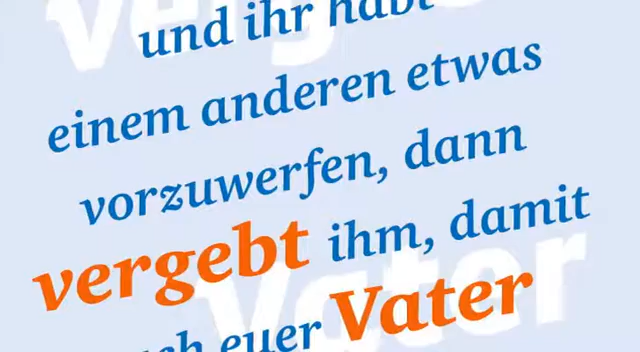 und ihr habt
einem anderen etwas
vorzuwerfen, dann
vergebt ihm, damit
euer Vater